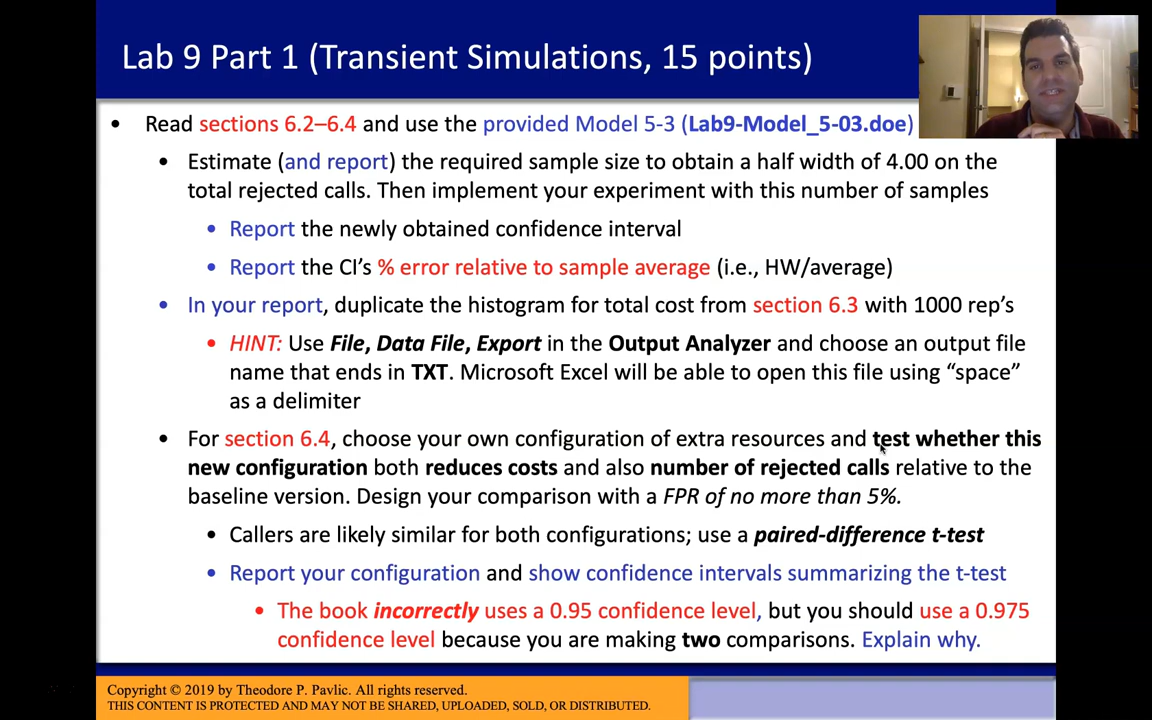 Lab 9 Part 1 (Transient Simulations, 15 points)
• Read sections 6.2–6.4 and use the provided Model 5-3 (Lab9-Model_5-03.doe)
• Estimate (and report) the required sample size to obtain a half width of 4.00 on the
total rejected calls. Then implement your experiment with this number of samples
• Report the newly obtained confidence interval
• Report the CI’s % error relative to sample average (i.e., HW/average)
• In your report, duplicate the histogram for total cost from section 6.3 with 1000 rep’s
• HINT: Use File, Data File, Export in the Output Analyzer and choose an output file
name that ends in TXT. Microsoft Excel will be able to open this file using “space”
as a delimiter
• For section 6.4, choose your own configuration of extra resources and test whether this
new configuration both reduces costs and also number of rejected calls relative to the
baseline version. Design your comparison with a FPR of no more than 5%.
• Callers are likely similar for both configurations; use a paired-difference t-test
• Report your configuration and show confidence intervals summarizing the t-test
• The book incorrectly uses a 0.95 confidence level, but you should use a 0.975
confidence level because you are making two comparisons. Explain why.
Copyright © 2019 by Theodore P. Pavlic. All rights reserved.
THIS CONTENT IS PROTECTED AND MAY NOT BE SHARED, UPLOADED, SOLD, OR DISTRIBUTED.